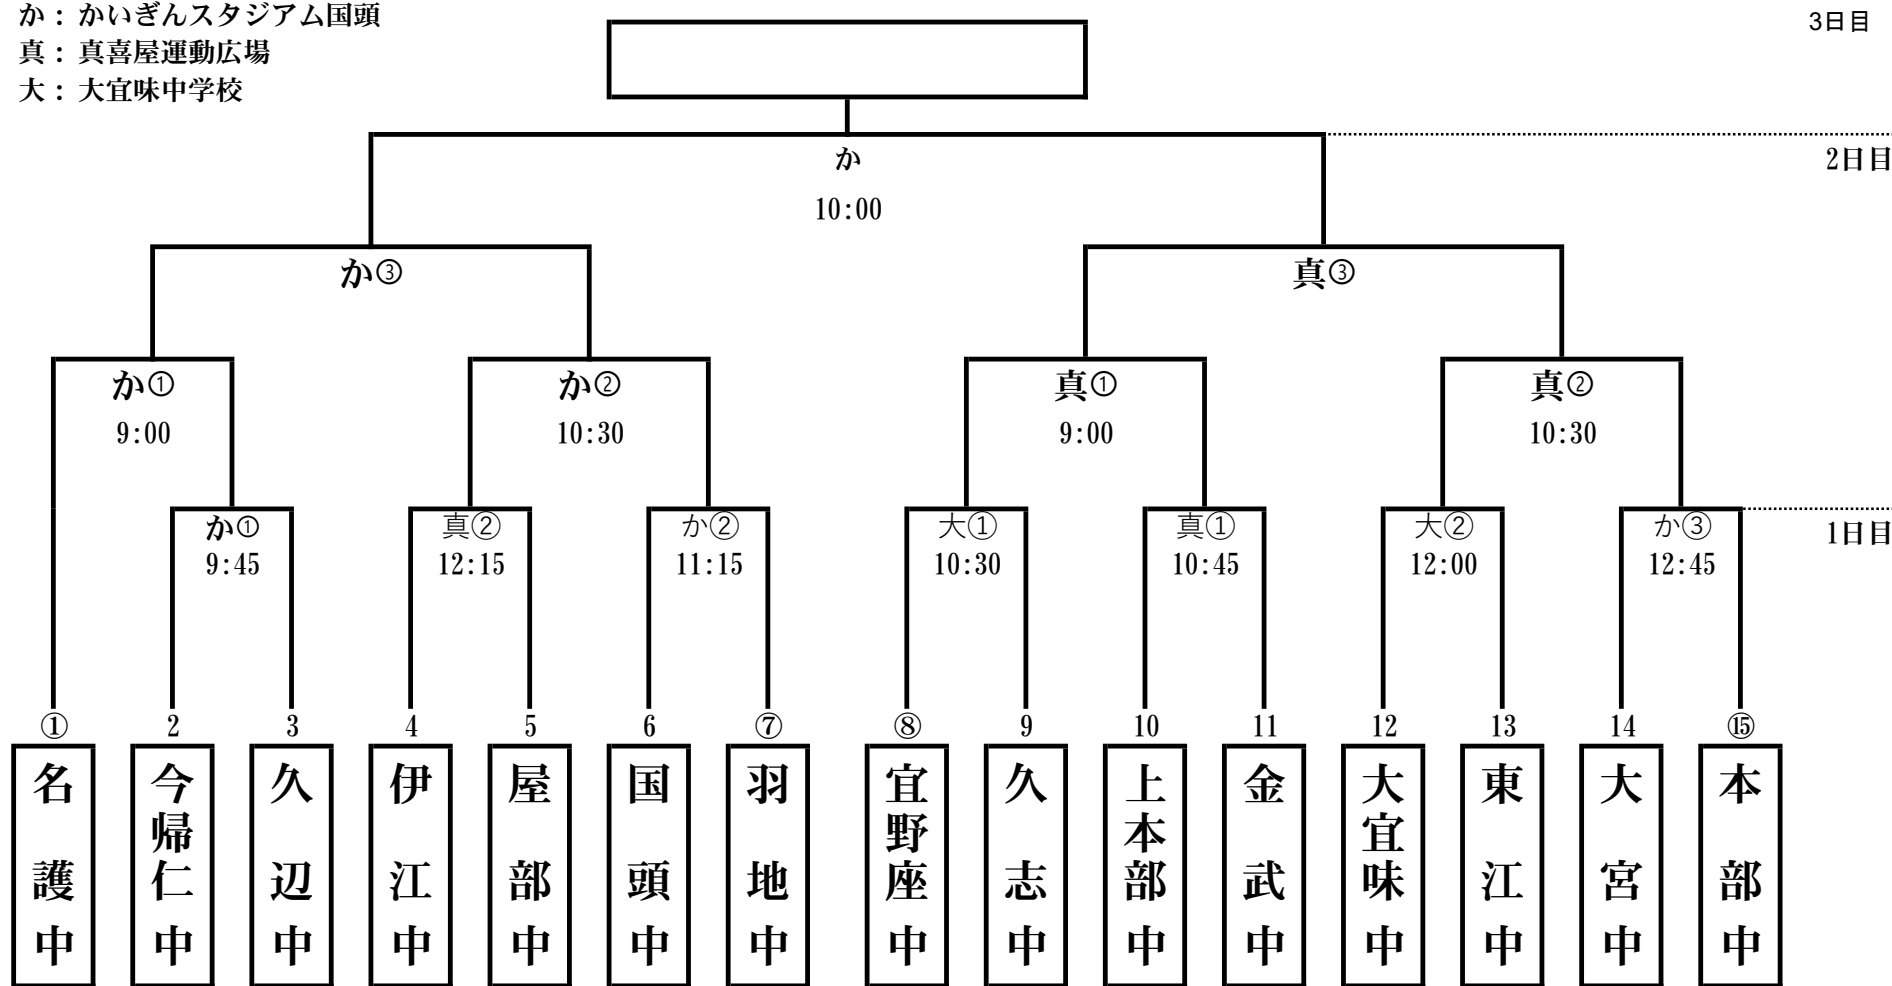 か：かいぎんスタジアム国頭
3日目
真：真喜屋運動広場
大：大宜味中学校
か
2日目
10:00
か③
真③
か①
か②
真①
真②
9:00
10:30
9:00
10:30
か①
真②
か②
大①
真①
大②
か③
1日目
9:45
12:15
11:15
10:30
10:45
12:00
12:45
①
2
3
4
5
6
⑦
⑧
9
10
11
12
13
14
⑮
名護中
今帰仁中
久辺中
伊江中
屋部中
国頭中
羽地中
宜野座中
久志中
上本部中
金武中
大宜味中
東江中
大宮中
本部中